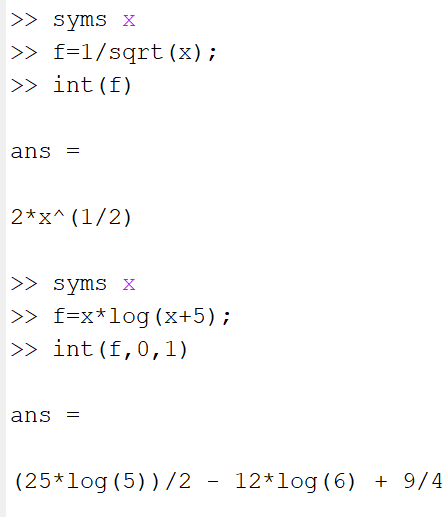 >> syms x
>> f=1/sqrt(x);
>> int(f)
ans =
2*x^(1/2)
>> syms x
>> f=x*log(x+5);
>> int(f,0,1)
ans =
(25*log(5))/2 - 12*log(6) + 9/4